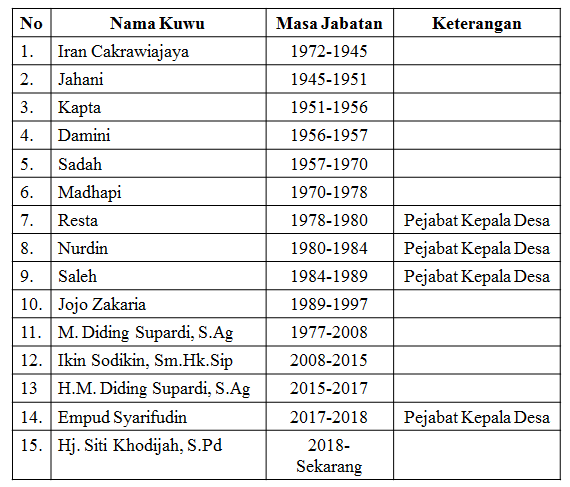 No Nama Kuwu Masa Jabatan Keterangan
1. Iran Cakrawiajaya 1972-1945
2. Jahani 1945-1951
3. Kapta 1951-1956
4. Damini 1956-1957
5. Sadah 1957-1970
6. Madhapi 1970-1978
7. Resta 1978-1980 Pejabat Kepala Desa
8. Nurdin 1980-1984 Pejabat Kepala Desa
9. Saleh 1984-1989 Pejabat Kepala Desa
10. Jojo Zakaria 1989-1997
11. M. Diding Supardi, S.Ag 1977-2008
12. Ikin Sodikin, Sm.Hk.Sip 2008-2015
13 H.M. Diding Supardi, S.Ag 2015-2017
14. Empud Syarifudin 2017-2018 Pejabat Kepala Desa
15. Hj. Siti Khodijah, S.Pd 2018-
Sekarang